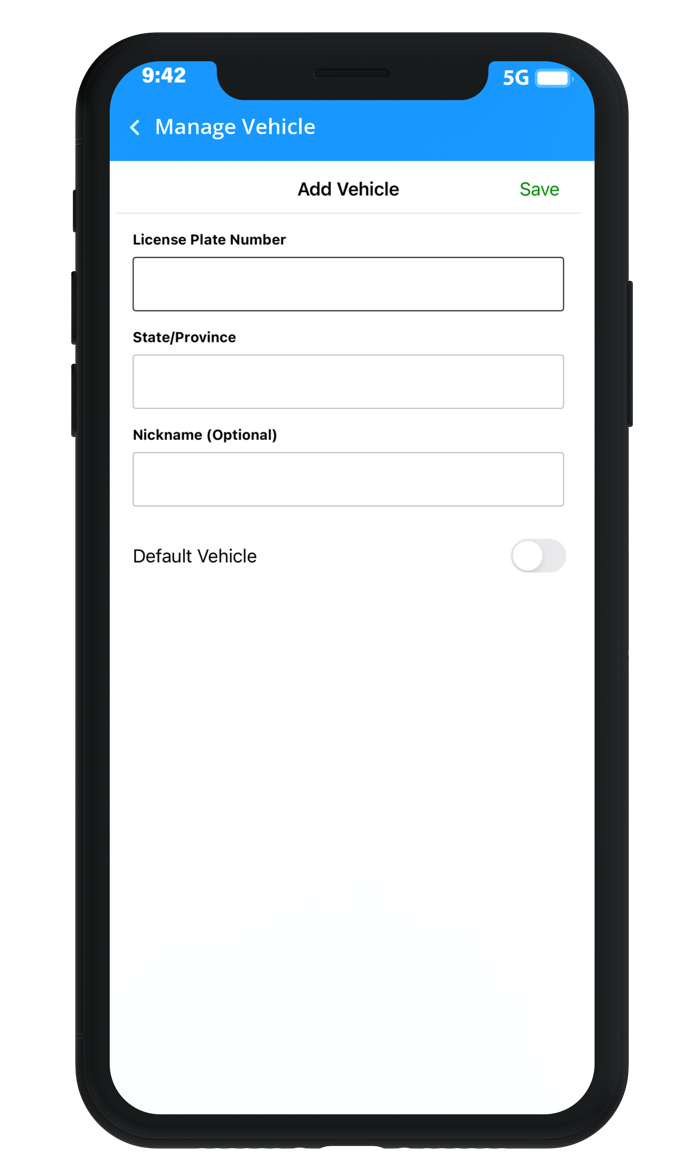 9:42 5G
Manage Vehicle
Add Vehicle Save
License Plate Number
State/Province
Nickname (Optional)
Default Vehicle